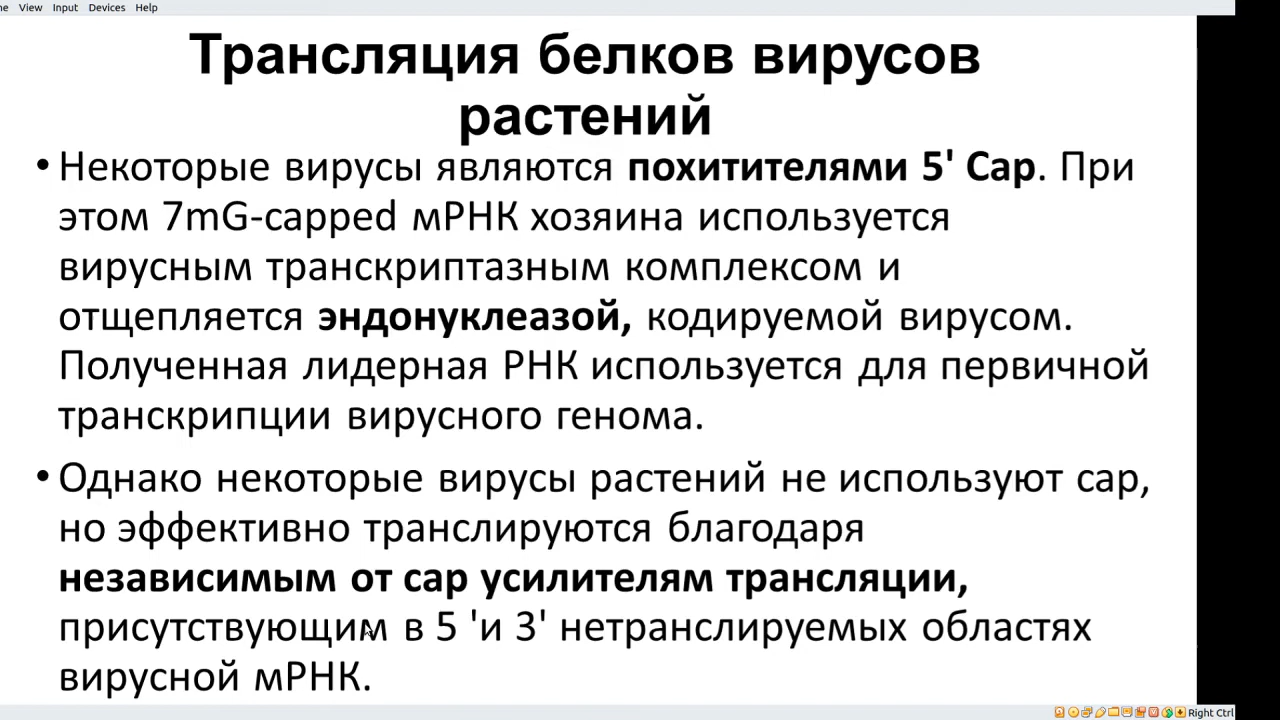 ne View Input Devices Help
Трансляция белков вирусов
растений
• Некоторые вирусы являются похитителями 5' Cap. При
этом 7mG-capped мРНК хозяина используется
вирусным транскриптазным комплексом и
отщепляется эндонуклеазой, кодируемой вирусом.
Полученная лидерная РНК используется для первичной
транскрипции вирусного генома.
• Однако некоторые вирусы растений не используют cap,
но эффективно транслируются благодаря
независимым от cap усилителям трансляции,
присутствующим в 5 'и 3' нетранслируемых областях
вирусной мРНК.
Right Ctrl